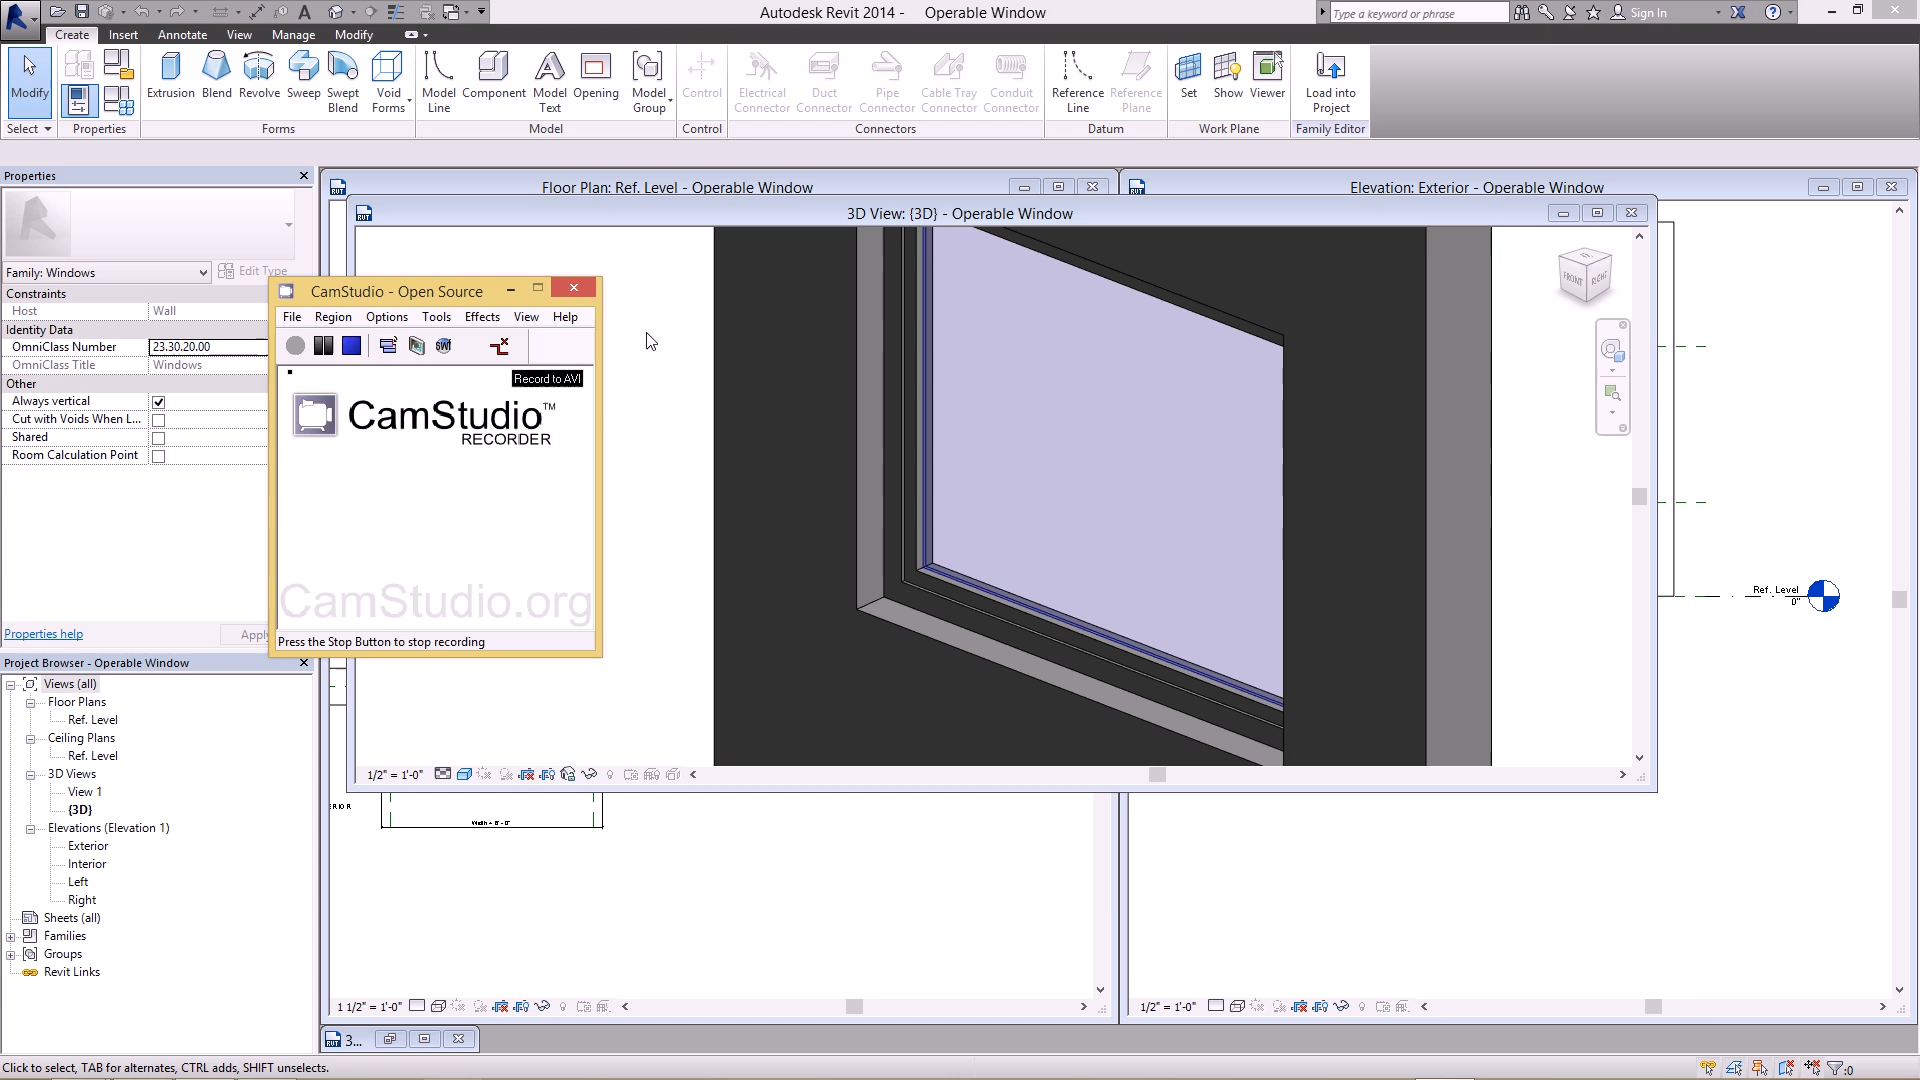 Autodesk Revit 2014 - Operable Window
Type a keyword or phrase
Sign In
Create Insert Annotate View Manage Modify
Modify
Extrusion Blend Revolve Sweep Swept Blend Void Forms
Model Line Component Model Text Opening Model Group
Control
Electrical Connector Duct Connector Pipe Connector Cable Tray Connector Conduit Connector
Reference Line Reference Plane
Set Show Viewer
Load into Project
Select Properties Forms Model Control Connectors Datum Work Plane Family Editor
Properties
Family: Windows
Edit Type
Constraints
Host Wall
Identity Data
OmniClass Number 23.30.20.00
OmniClass Title Windows
Other
Always vertical
Cut with Voids When L...
Shared
Room Calculation Point
Properties help
Apply
Project Browser - Operable Window
Views (all)
Floor Plans
Ref. Level
Ceiling Plans
Ref. Level
3D Views
View 1
{3D}
Elevations (Elevation 1)
Exterior
Interior
Left
Right
Sheets (all)
Families
Groups
Revit Links
Floor Plan: Ref. Level - Operable Window
Elevation: Exterior - Operable Window
3D View: {3D} - Operable Window
FRONT RIGHT
CamStudio - Open Source
File Region Options Tools Effects View Help
SWF
Record to AVI
CamStudio™
RECORDER
CamStudio.org
Press the Stop Button to stop recording
1/2" = 1'-0"
Ref. Level
0"
1 1/2" = 1'-0"
1/2" = 1'-0"
3...
Click to select, TAB for alternates, CTRL adds, SHIFT unselects.
:0